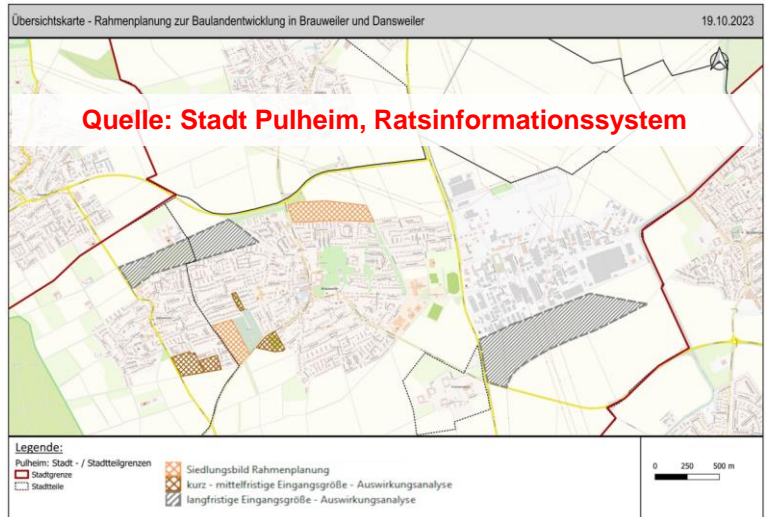 Übersichtskarte - Rahmenplanung zur Baulandentwicklung in Brauweiler und Dansweiler 19.10.2023
Quelle: Stadt Pulheim, Ratsinformationssystem
Legende:
Pulheim: Stadt - / Stadtteilgrenzen
Stadtgrenze
Stadtteile
Siedlungsbild Rahmenplanung
kurz - mittelfristige Eingangsgröße - Auswirkungsanalyse
langfristige Eingangsgröße - Auswirkungsanalyse
0 250 500 m